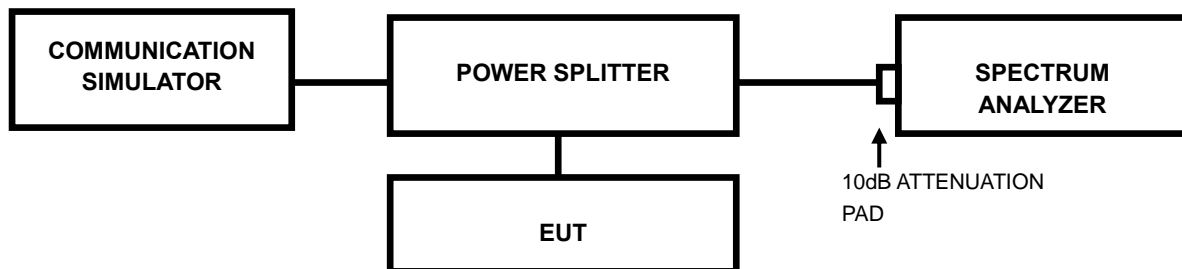 COMMUNICATION
SIMULATOR
POWER SPLITTER
SPECTRUM
ANALYZER
10dB ATTENUATION
PAD
EUT